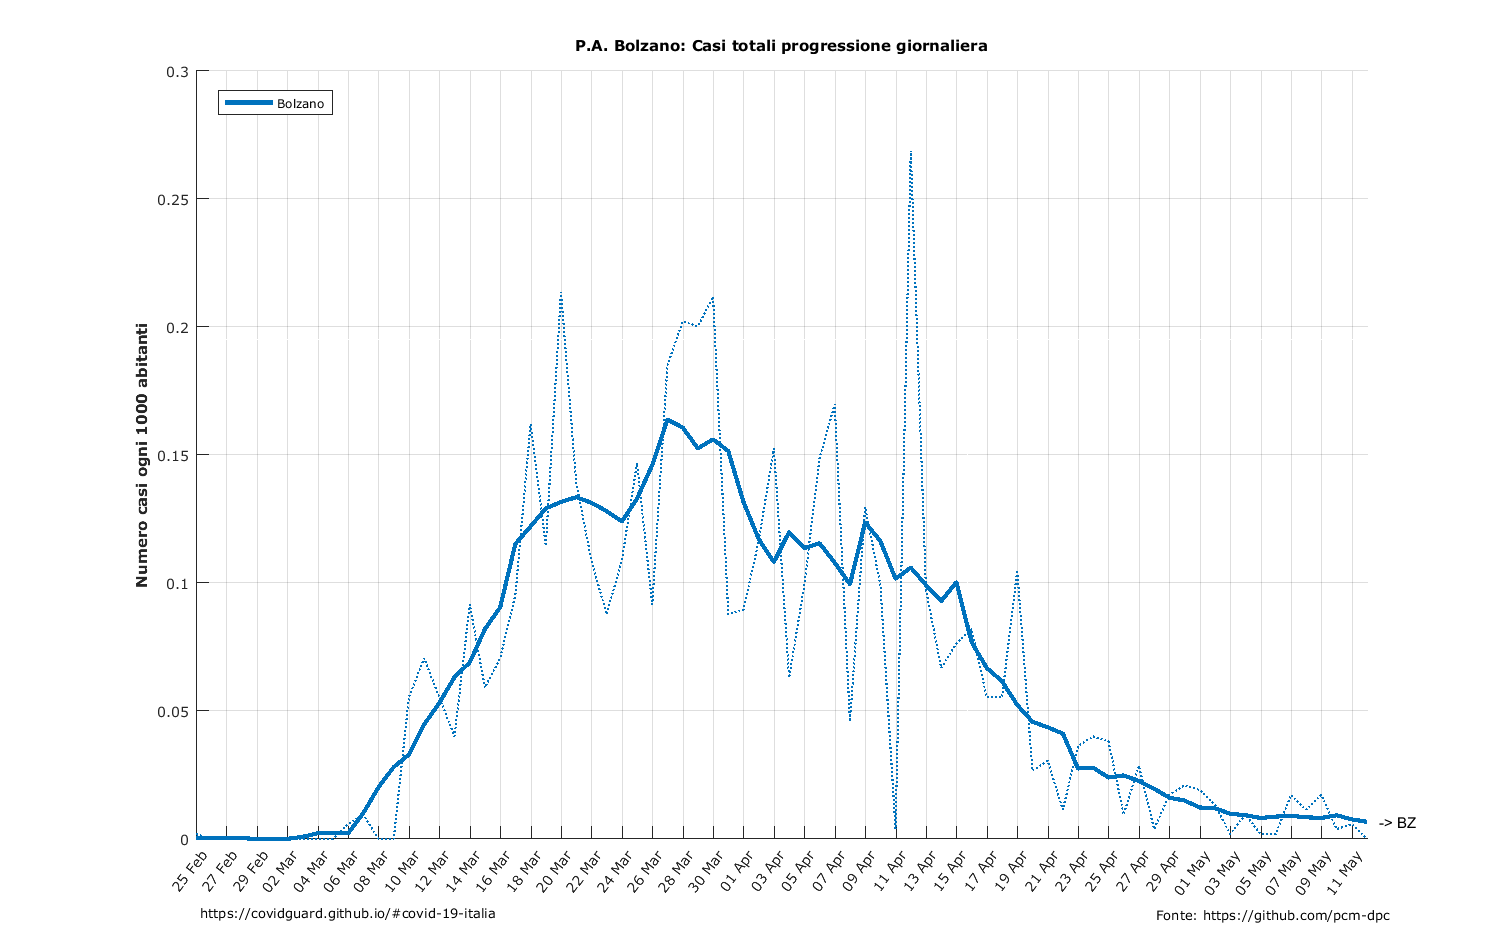 P.A. Bolzano: Casi totali progressione giornaliera
Bolzano
Numero casi ogni 1000 abitanti
0.3
0.25
0.2
0.15
0.1
0.05
0
-> BZ
25 Feb
27 Feb
29 Feb
02 Mar
04 Mar
06 Mar
08 Mar
10 Mar
12 Mar
14 Mar
16 Mar
18 Mar
20 Mar
22 Mar
24 Mar
26 Mar
28 Mar
30 Mar
01 Apr
03 Apr
05 Apr
07 Apr
09 Apr
11 Apr
13 Apr
15 Apr
17 Apr
19 Apr
21 Apr
23 Apr
25 Apr
27 Apr
29 Apr
01 May
03 May
05 May
07 May
09 May
11 May
https://covidguard.github.io/#covid-19-italia
Fonte: https://github.com/pcm-dpc